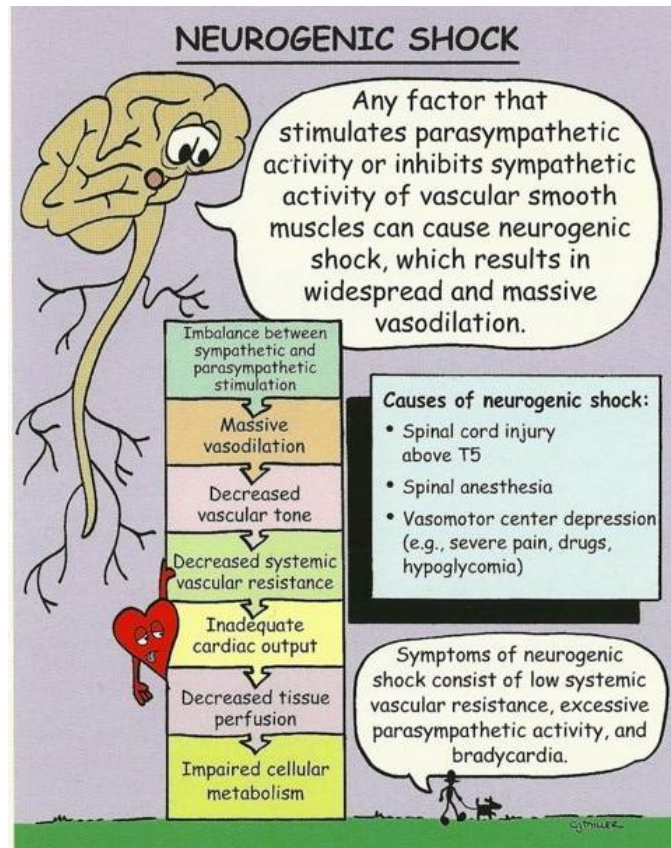 NEUROGENIC SHOCK
Any factor that
stimulates parasympathetic
activity or inhibits sympathetic
activity of vascular smooth
muscles can cause neurogenic
shock, which results in
widespread and massive
vasodilation.
Imbalance between
sympathetic and
parasympathetic
stimulation
Massive
vasodilation
Decreased
vascular tone
Decreased systemic
vascular resistance
Inadequate
cardiac output
Decreased tissue
perfusion
Impaired cellular
metabolism
Causes of neurogenic shock:
• Spinal cord injury
above T5
• Spinal anesthesia
• Vasomotor center depression
(e.g., severe pain, drugs,
hypoglycomia)
Symptoms of neurogenic
shock consist of low systemic
vascular resistance, excessive
parasympathetic activity, and
bradycardia.
CJMILLER